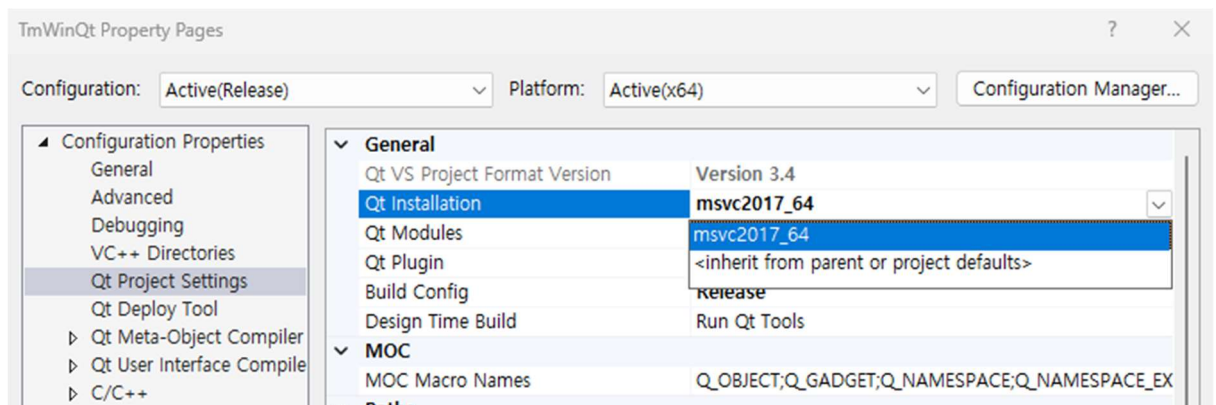 TmWinQt Property Pages ? ×
Configuration: Active(Release) Platform: Active(x64) Configuration Manager...
Configuration Properties
General
Advanced
Debugging
VC++ Directories
Qt Project Settings
Qt Deploy Tool
Qt Meta-Object Compiler
Qt User Interface Compile
C/C++
General
Qt VS Project Format Version Version 3.4
Qt Installation msvc2017_64
Qt Modules msvc2017_64
Qt Plugin <inherit from parent or project defaults>
Build Config Release
Design Time Build Run Qt Tools
MOC
MOC Macro Names Q_OBJECT;Q_GADGET;Q_NAMESPACE;Q_NAMESPACE_EX